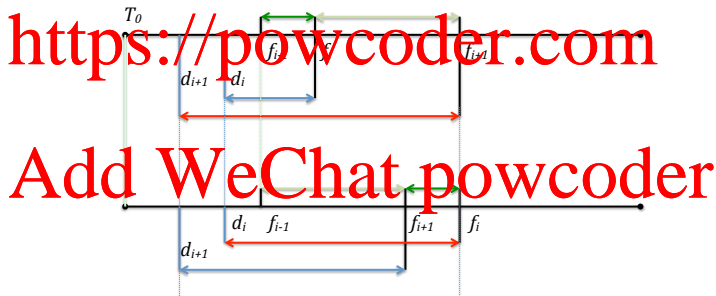 T0
https://powcoder.com
fi-1 fi fi+1
di+1 di
Add WeChat powcoder
di fi-1 fi+1 fi
di+1